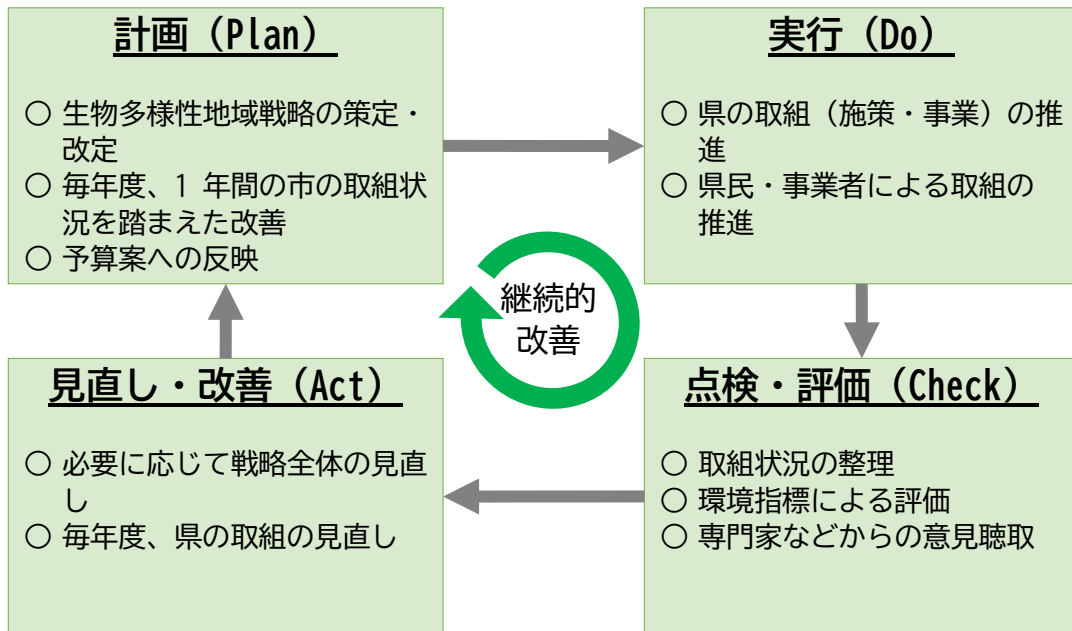 計画（Plan）
○ 生物多様性地域戦略の策定・
改定
○ 毎年度、1 年間の市の取組状
況を踏まえた改善
○ 予算案への反映
実行（Do）
○ 県の取組（施策・事業）の推
進
○ 県民・事業者による取組の
推進
継続的
改善
見直し・改善（Act）
○ 必要に応じて戦略全体の見直
し
○ 毎年度、県の取組の見直し
点検・評価（Check）
○ 取組状況の整理
○ 環境指標による評価
○ 専門家などからの意見聴取